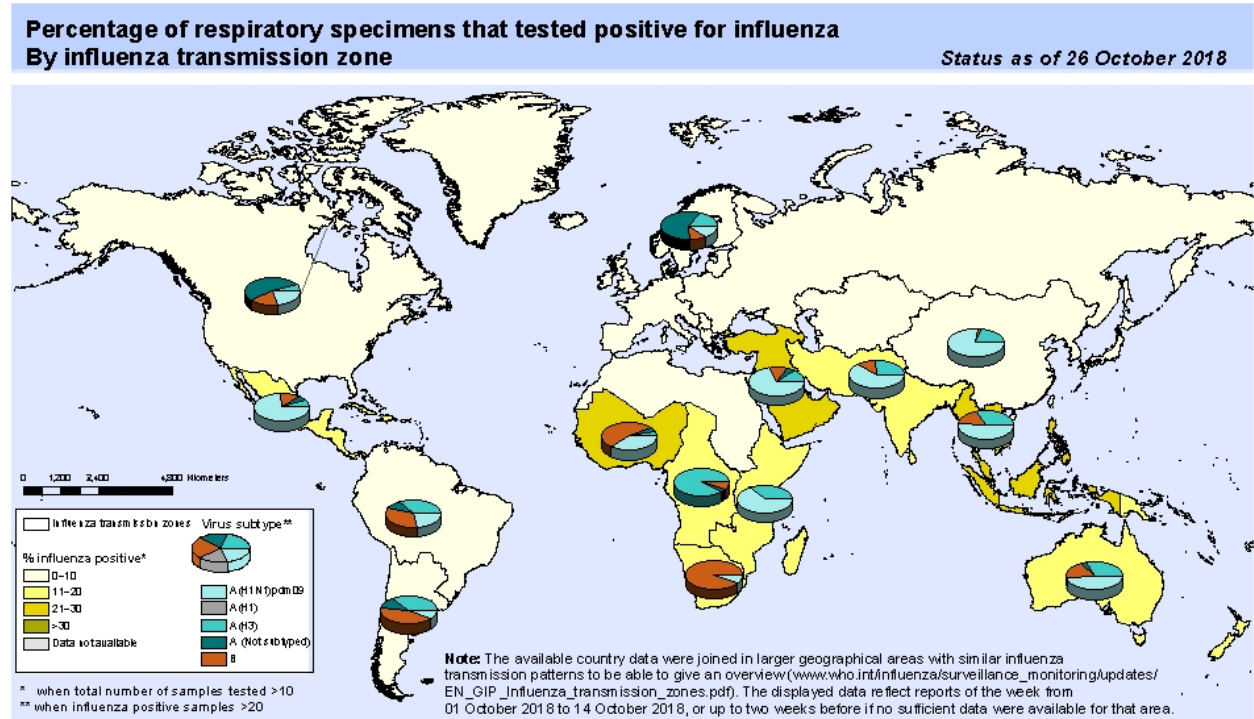 Percentage of respiratory specimens that tested positive for influenza
By influenza transmission zone
Status as of 26 October 2018
0 1,200 2,400 4,800 Kilometers
Influenza transmission zones
Virus subtype**
% influenza positive*
0-10
11-20
21-30
>30
Data not available
A(H1N1)pdm09
A(H1)
A(H3)
A (Not subtyped)
B
* when total number of samples tested >10
** when influenza positive samples >20
Note: The available country data were joined in larger geographical areas with similar influenza
transmission patterns to be able to give an overview (www.who.int/influenza/surveillance_monitoring/updates/
EN_GIP_Influenza_transmission_zones.pdf). The displayed data reflect reports of the week from
01 October 2018 to 14 October 2018, or up to two weeks before if no sufficient data were available for that area.